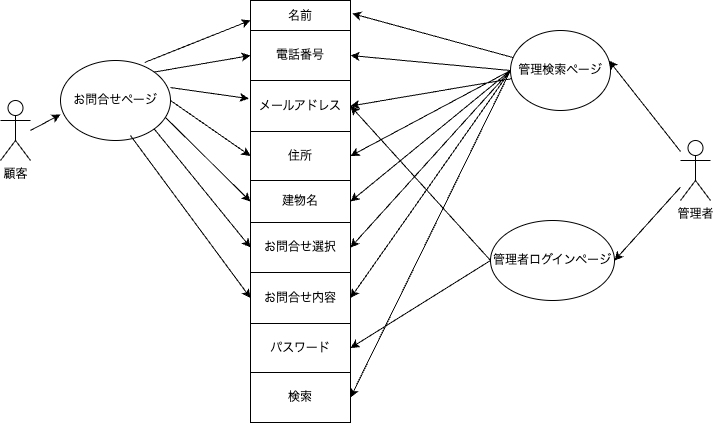 名前
電話番号
管理検索ページ
お問合せページ
メールアドレス
顧客
住所
建物名
管理者
お問合せ選択
管理者ログインページ
お問合せ内容
パスワード
検索